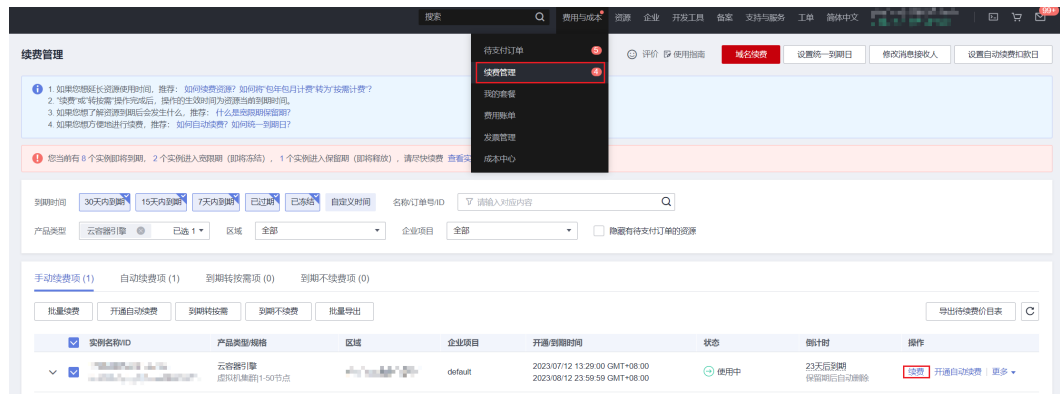 搜索 费用与成本 资源 企业 开发工具 备案 支持与服务 工单 简体中文 99+
续费管理
评价 使用指南 域名续费 设置统一到期日 修改消息接收人 设置自动续费扣款日
待支付订单 5
续费管理 4
我的套餐
费用账单
发票管理
成本中心
1. 如果您想延长资源使用时间，推荐： 如何续费资源？如何将“包年包月计费”转为“按需计费”？
2. “续费”或“转按需”操作完成后，操作的生效时间为资源当前到期时间。
3. 如果您想了解资源到期后会发生什么，推荐： 什么是宽限期保留期？
4. 如果您想方便地进行续费，推荐： 如何自动续费？如何统一到期日？
您当前有 8 个实例即将到期，2 个实例进入宽限期（即将冻结），1 个实例进入保留期（即将释放），请尽快续费 查看实
到期时间 30天内到期 15天内到期 7天内到期 已过期 已冻结 自定义时间 名称/订单号/ID 请输入对应内容
产品类型 云容器引擎 已选 1 区域 全部 企业项目 全部 隐藏有待支付订单的资源
手动续费项 (1) 自动续费项 (1) 到期转按需项 (0) 到期不续费项 (0)
批量续费 开通自动续费 到期转按需 到期不续费 批量导出 导出待续费价目表
实例名称/ID 产品类型/规格 区域 企业项目 开通/到期时间 状态 倒计时 操作
云容器引擎 2023/07/12 13:29:00 GMT+08:00 23天后到期
default 使用中 续费 开通自动续费 更多
虚拟机集群|1-50节点 2023/08/12 23:59:59 GMT+08:00 保留期后自动删除